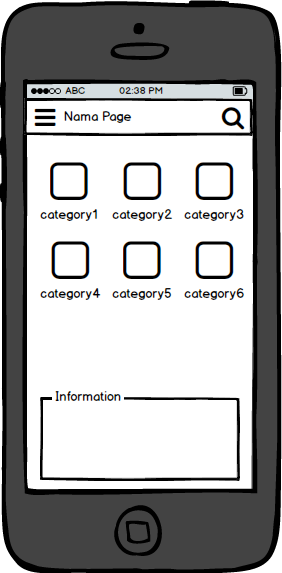 ABC 02:38 PM
Nama Page
category1 category2 category3
category4 category5 category6
Information